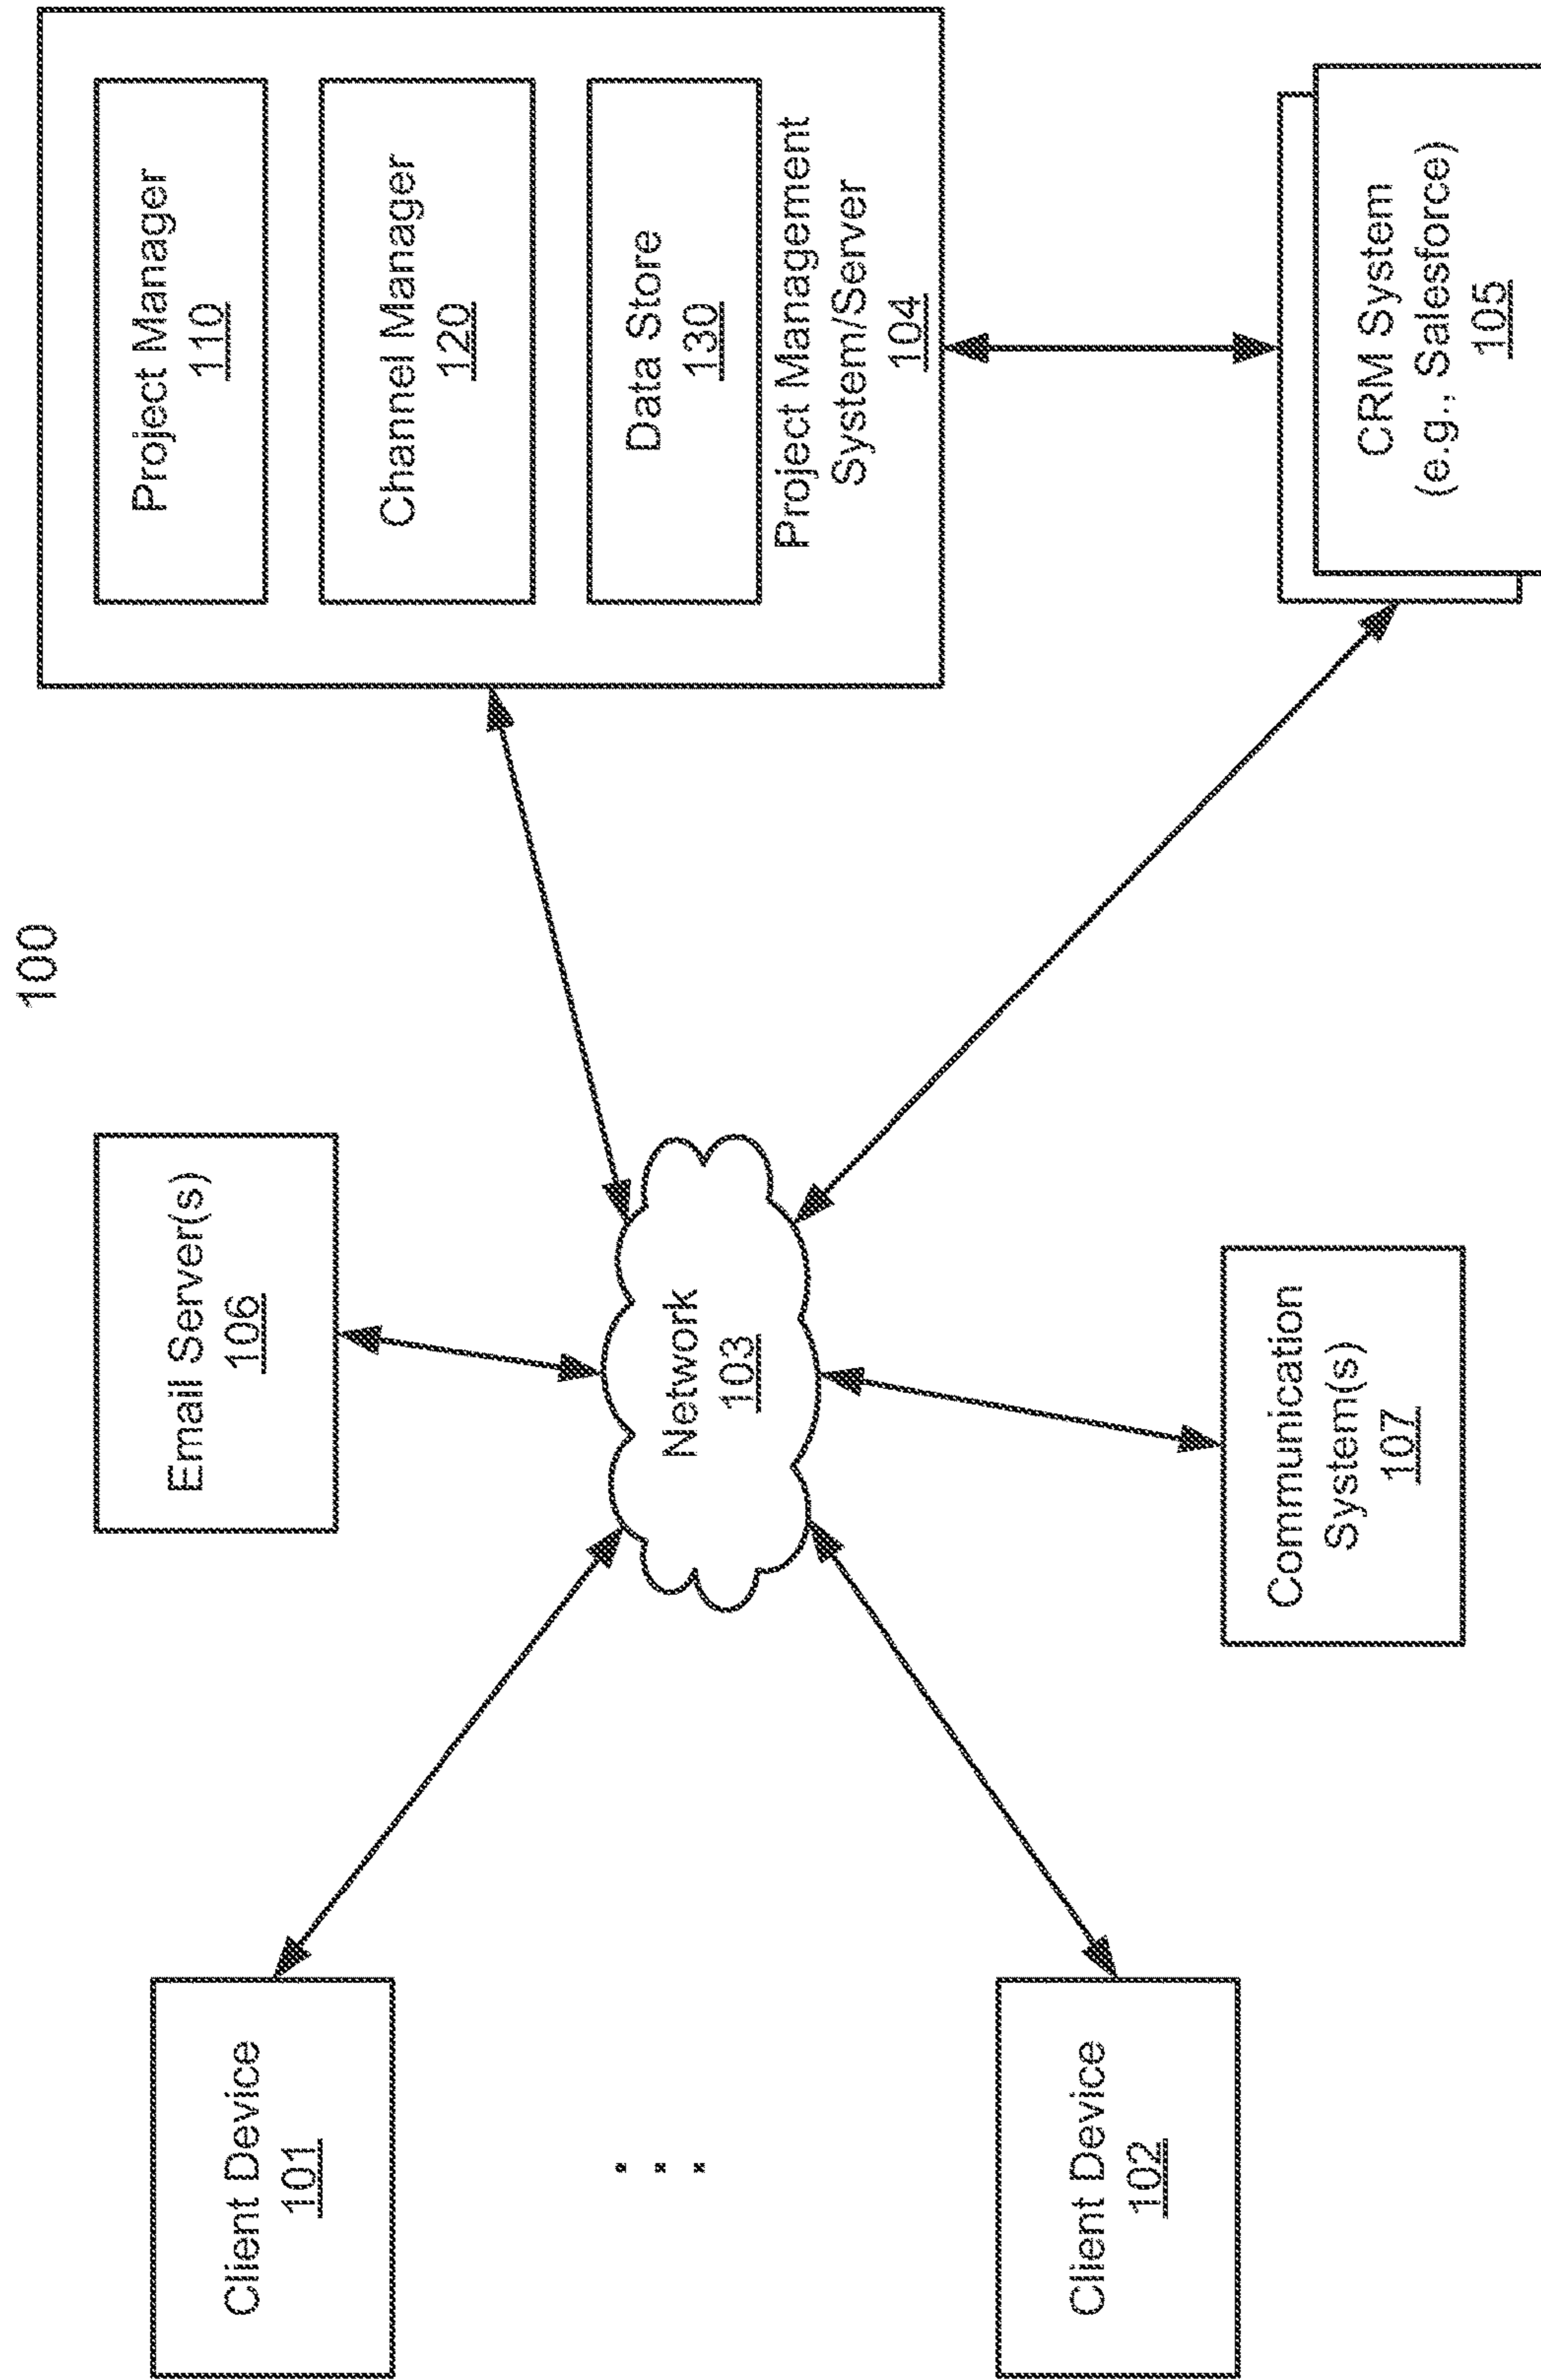 100
Client Device
101
. . .
Client Device
102
Email Server(s)
106
Network
103
Communication
System(s)
107
Project Manager
110
Channel Manager
120
Data Store
130
Project Management
System/Server
104
CRM System
(e.g., Salesforce)
105